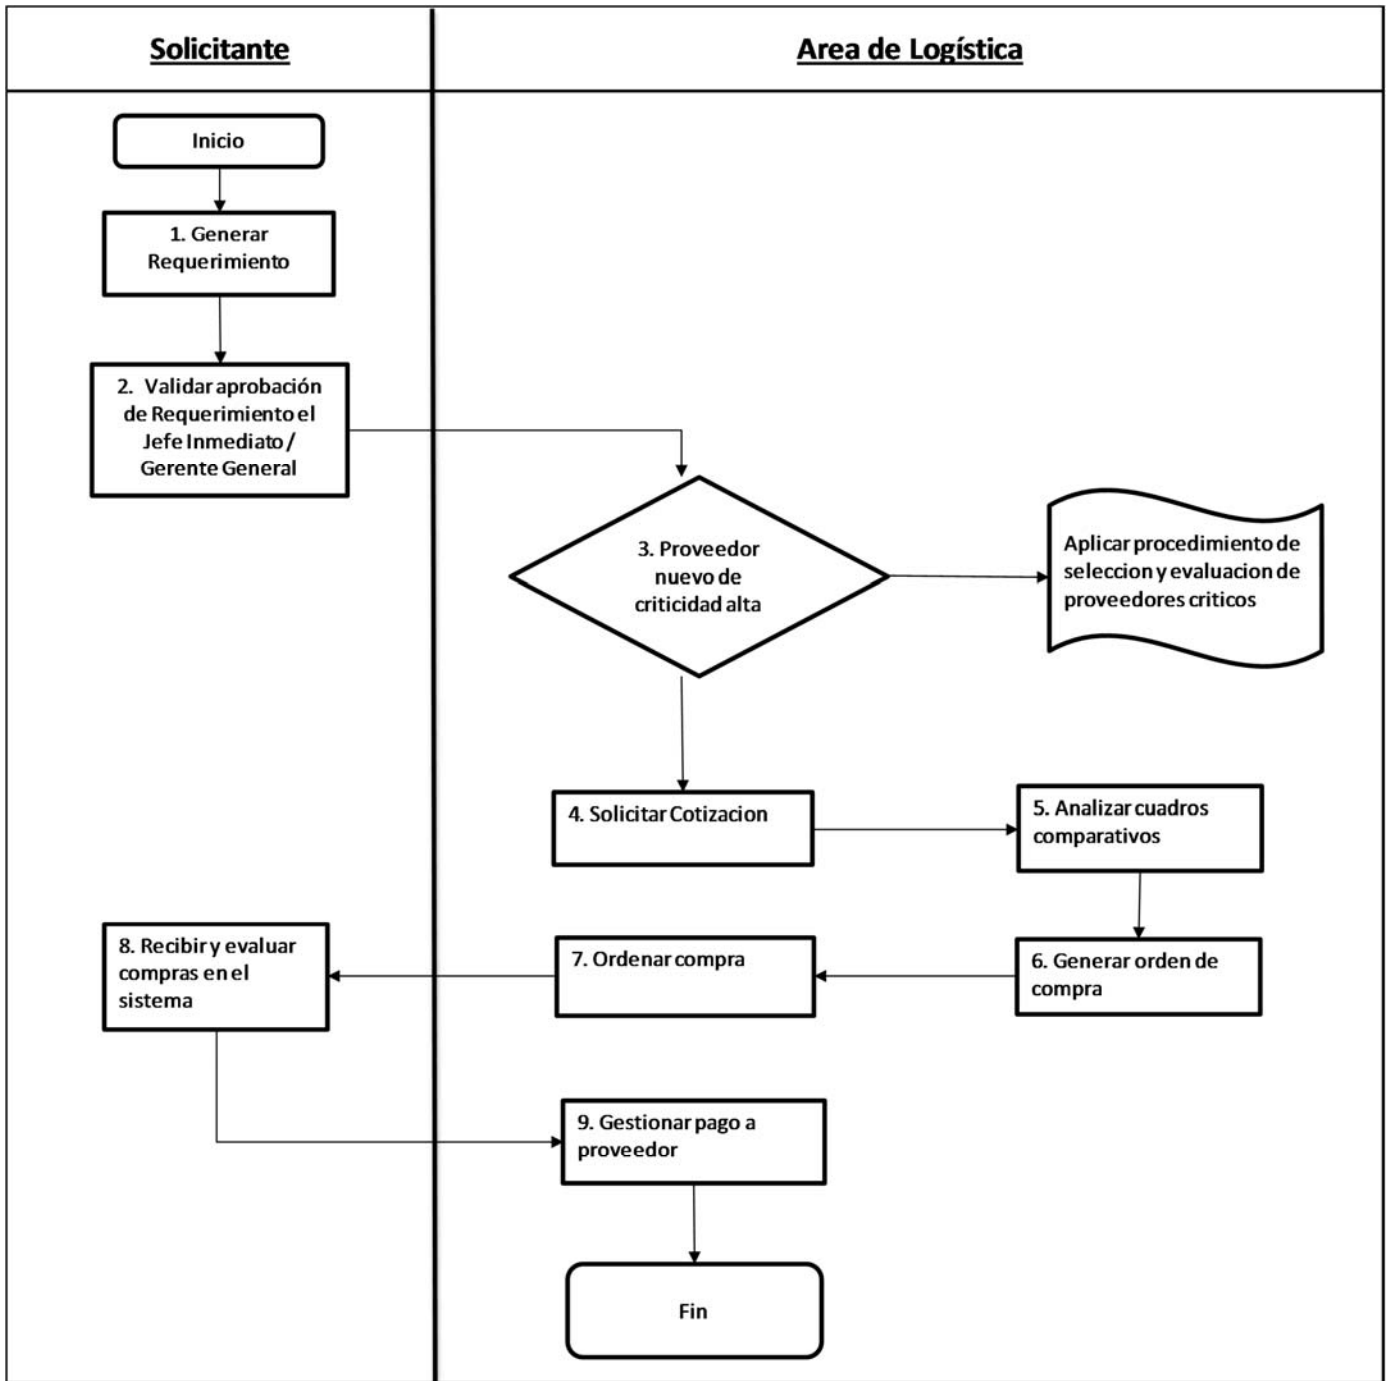 Solicitante
Area de Logística
Inicio
1. Generar
Requerimiento
2. Validar aprobación
de Requerimiento el
Jefe Inmediato /
Gerente General
3. Proveedor
nuevo de
criticidad alta
Aplicar procedimiento de
seleccion y evaluacion de
proveedores criticos
4. Solicitar Cotizacion
5. Analizar cuadros
comparativos
6. Generar orden de
compra
7. Ordenar compra
8. Recibir y evaluar
compras en el
sistema
9. Gestionar pago a
proveedor
Fin